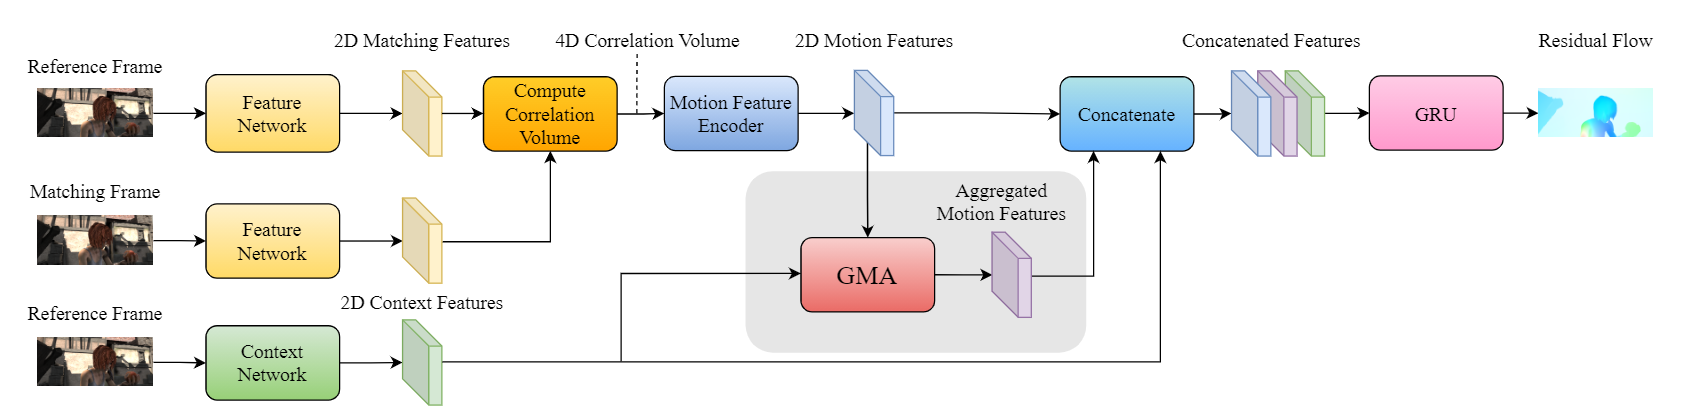 2D Matching Features
4D Correlation Volume
2D Motion Features
Concatenated Features
Residual Flow
Reference Frame
Feature
Network
Compute
Correlation
Volume
Motion Feature
Encoder
Concatenate
GRU
Matching Frame
Feature
Network
Aggregated
Motion Features
GMA
2D Context Features
Reference Frame
Context
Network